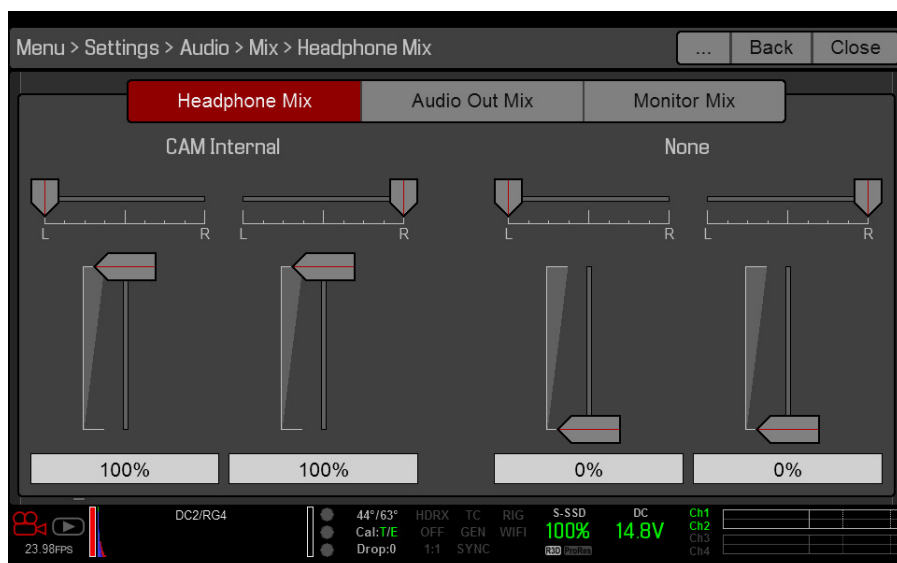 Menu > Settings > Audio > Mix > Headphone Mix
... Back Close
Headphone Mix Audio Out Mix Monitor Mix
CAM Internal None
L R L R L R L R
100% 100% 0% 0%
DC2/RG4 44°/63° HDRX TC RIG S-SSD DC Ch1
Cal:T/E OFF GEN WIFI 100% 14.8V Ch2
23.98FPS Drop:0 1:1 SYNC R3D ProRes Ch3
Ch4